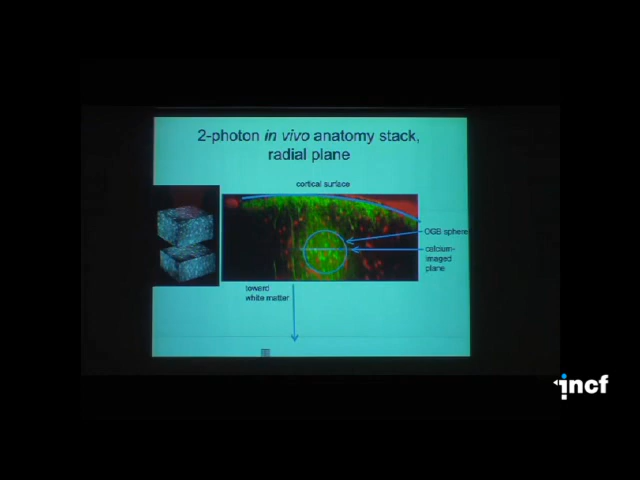 2-photon in vivo anatomy stack,
radial plane
cortical surface
OGB sphere
calcium-
imaged
plane
toward
white matter
incf